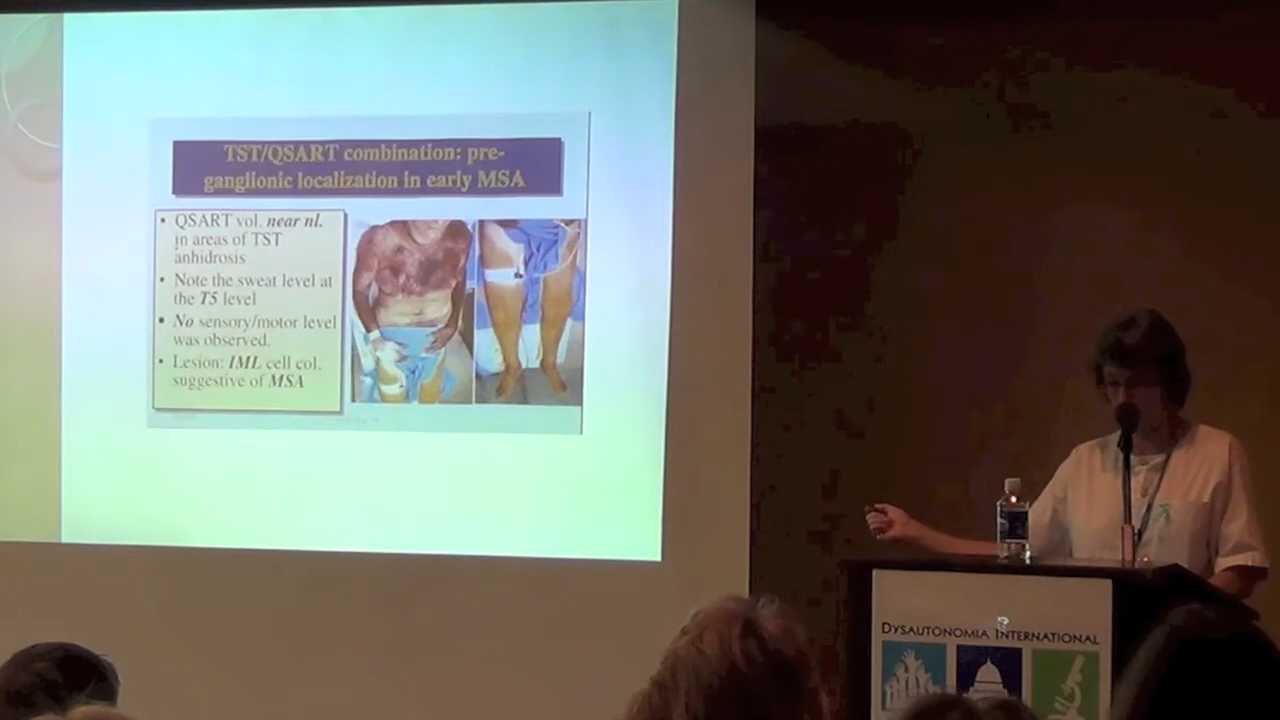 TST/QSART combination: pre-
ganglionic localization in early MSA
• QSART vol. near nl.
in areas of TST
anhidrosis
• Note the sweat level at
the T5 level
• No sensory/motor level
was observed.
• Lesion: IML cell col.
suggestive of MSA
DYSAUTONOMIA INTERNATIONAL